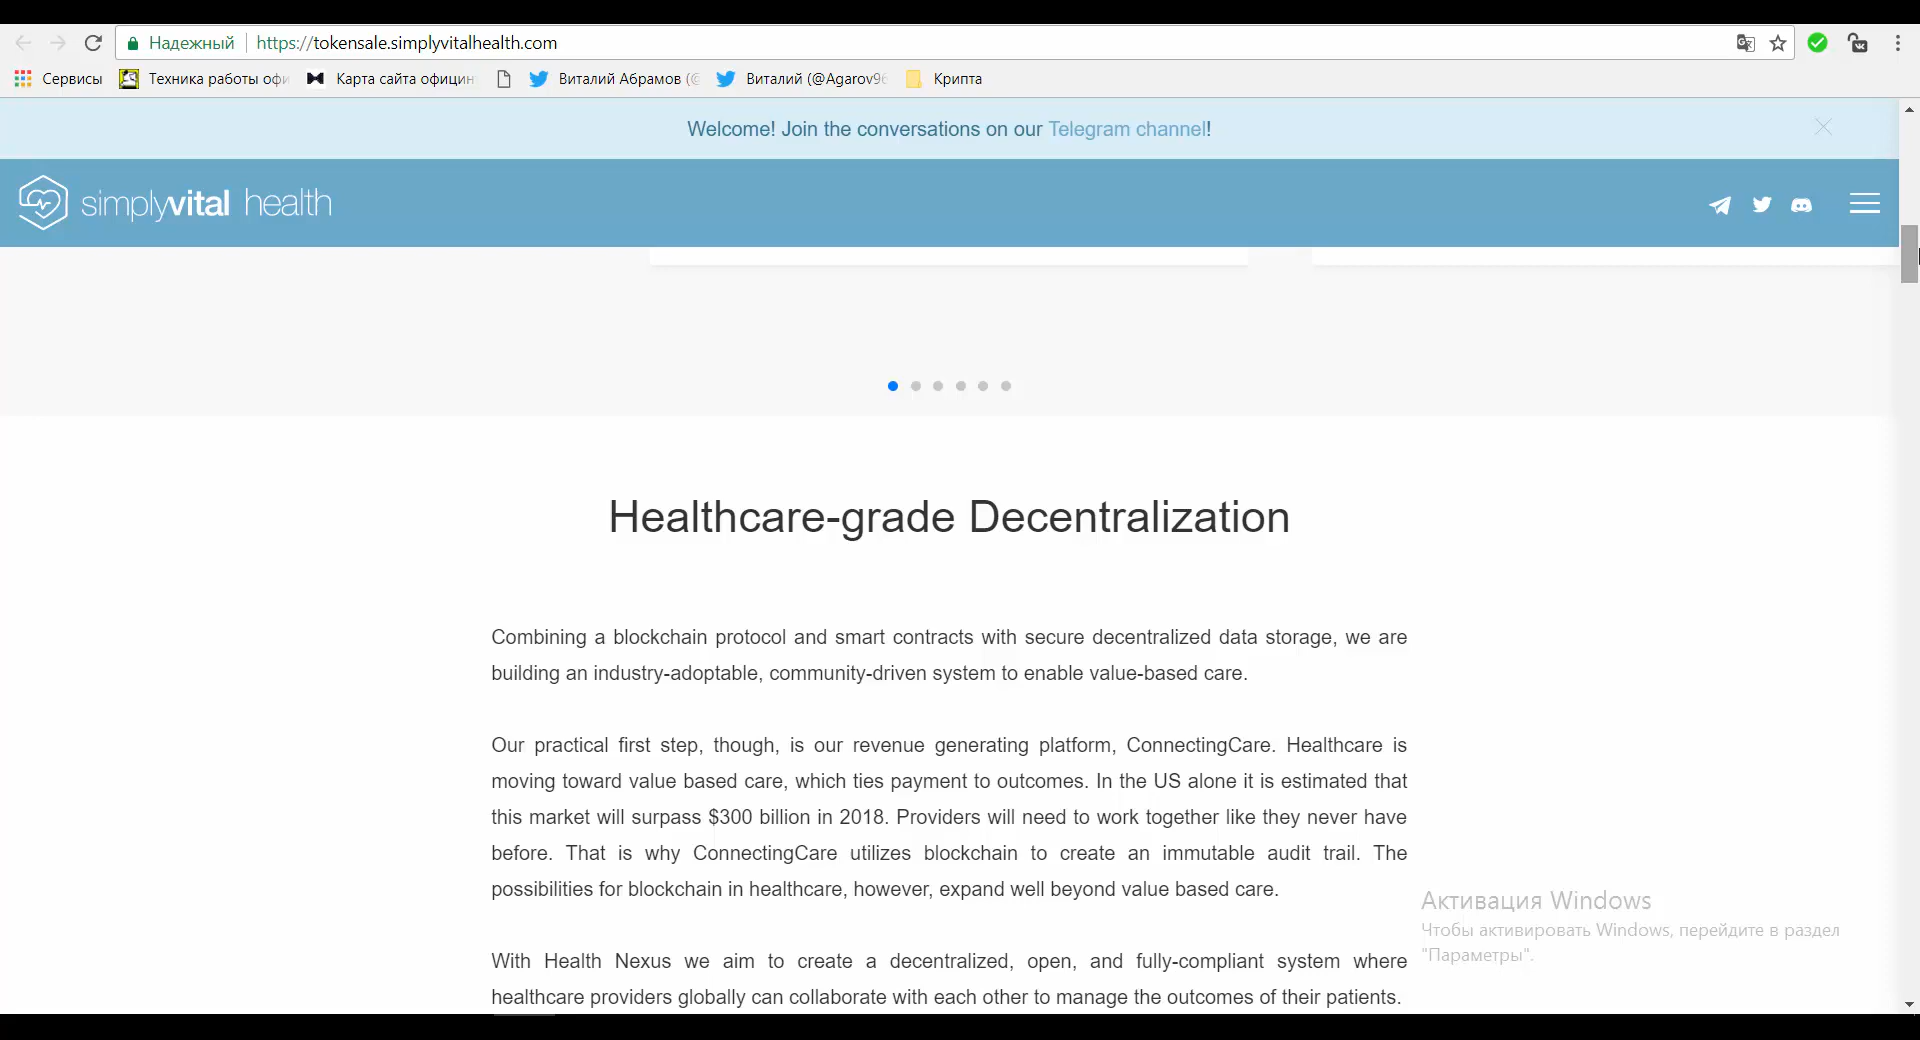 Надежный https://tokensale.simplyvitalhealth.com
Сервисы Техника работы офи Карта сайта официн Виталий Абрамов (@ Виталий (@Agarov96 Крипта
Welcome! Join the conversations on our Telegram channel!
simplyvital health
Healthcare-grade Decentralization
Combining a blockchain protocol and smart contracts with secure decentralized data storage, we are
building an industry-adoptable, community-driven system to enable value-based care.
Our practical first step, though, is our revenue generating platform, ConnectingCare. Healthcare is
moving toward value based care, which ties payment to outcomes. In the US alone it is estimated that
this market will surpass $300 billion in 2018. Providers will need to work together like they never have
before. That is why ConnectingCare utilizes blockchain to create an immutable audit trail. The
possibilities for blockchain in healthcare, however, expand well beyond value based care.
With Health Nexus we aim to create a decentralized, open, and fully-compliant system where
healthcare providers globally can collaborate with each other to manage the outcomes of their patients.
Активация Windows
Чтобы активировать Windows, перейдите в раздел
"Параметры".